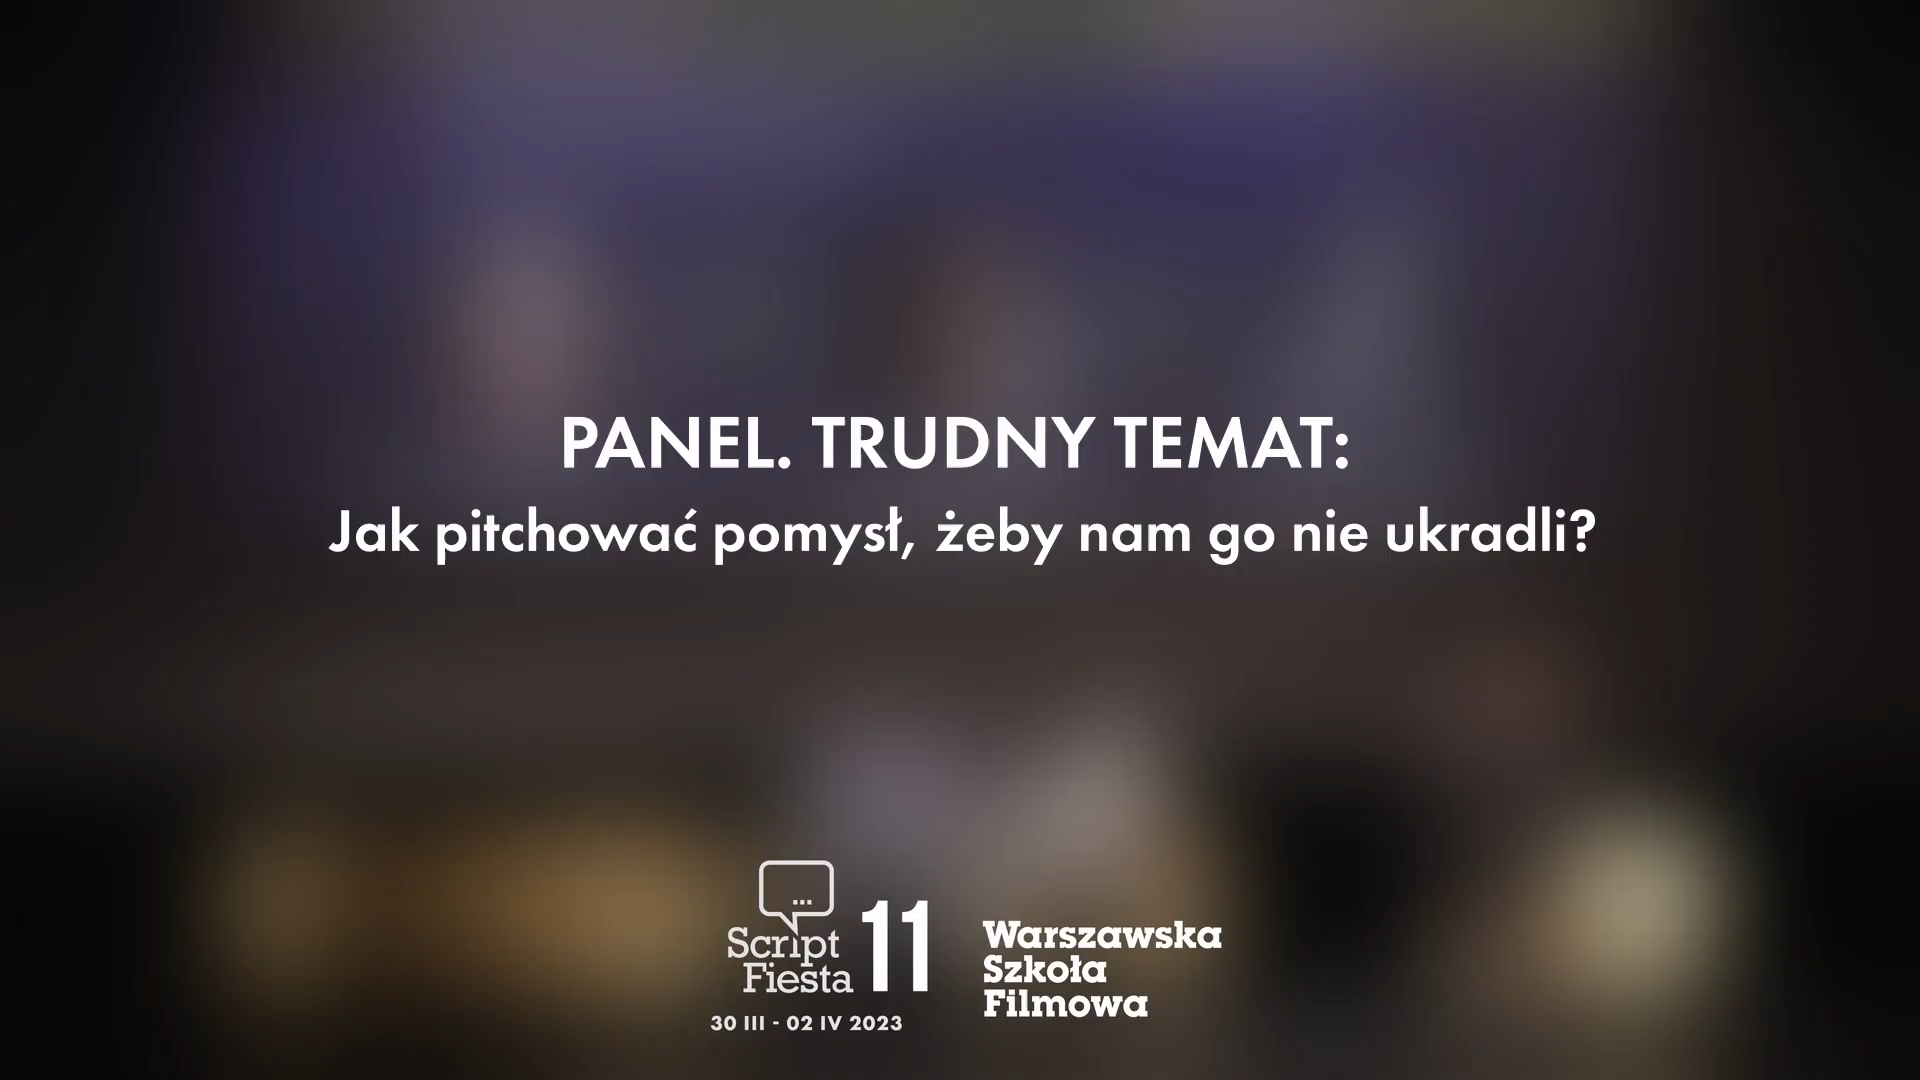 PANEL. TRUDNY TEMAT:
Jak pitchować pomysł, żeby nam go nie ukradli?
Script
Fiesta
11
30 III - 02 IV 2023
Warszawska
Szkoła
Filmowa